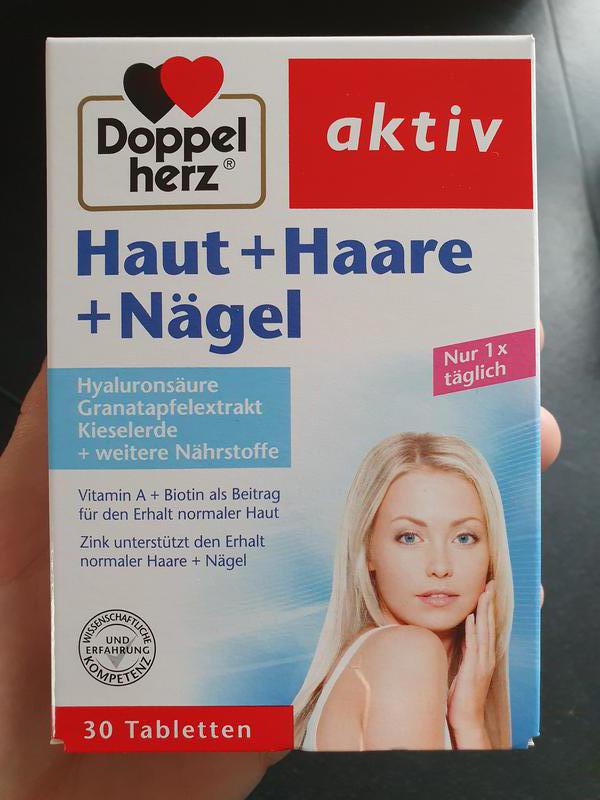 Doppel
herz®
aktiv
Haut + Haare
+ Nägel
Nur 1 x
täglich
Hyaluronsäure
Granatapfelextrakt
Kieselerde
+ weitere Nährstoffe
Vitamin A + Biotin als Beitrag
für den Erhalt normaler Haut
Zink unterstützt den Erhalt
normaler Haare + Nägel
WISSENSCHAFTLICHE
UND
ERFAHRUNG
KOMPETENZ
30 Tabletten